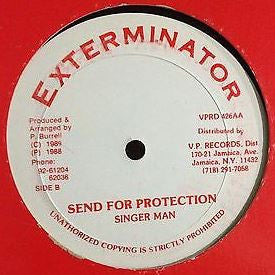 EXTERMINATOR
Produced &
Arranged by
P. Burrell
(C) 1989
(P) 1988
Phone:
92-61204
62036
SIDE B
VPRD 426AA
Distributed by
V.P. RECORDS, Dist
170-21 Jamaica, Ave.
Jamaica, N.Y. 11432
(718) 291-7058
SEND FOR PROTECTION
SINGER MAN
UNAUTHORIZED COPYING IS STRICTLY PROHIBITED